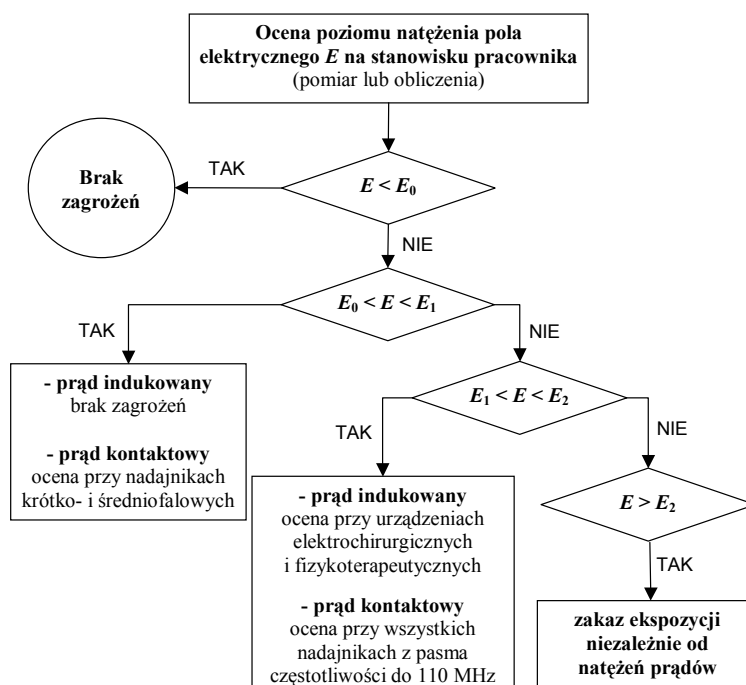 Ocena poziomu natężenia pola
elektrycznego E na stanowisku pracownika
(pomiar lub obliczenia)
TAK
Brak
zagrożeń
E < E0
NIE
E0 < E < E1
TAK
NIE
- prąd indukowany
brak zagrożeń
- prąd kontaktowy
ocena przy nadajnikach
krótko- i średniofalowych
E1 < E < E2
TAK
NIE
- prąd indukowany
ocena przy urządzeniach
elektrochirurgicznych
i fizykoterapeutycznych
- prąd kontaktowy
ocena przy wszystkich
nadajnikach z pasma
częstotliwości do 110 MHz
E > E2
TAK
zakaz ekspozycji
niezależnie od
natężeń prądów